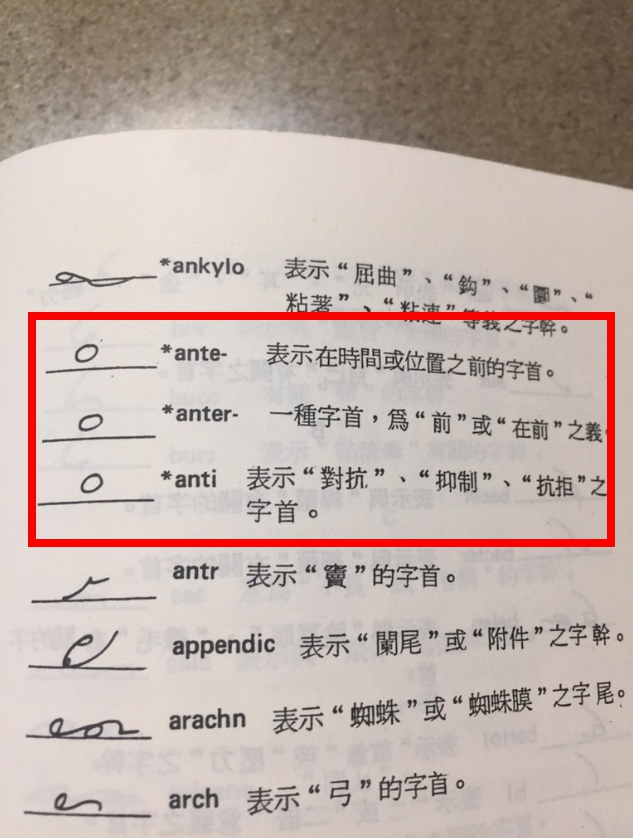 *ankylo 表示“屈曲”、“鈎”、“圜”、“
粘著”、“粘連”等義之字幹。
*ante- 表示在時間或位置之前的字首。
*anter- 一種字首，爲“前”或“在前”之義
*anti 表示“對抗”、“抑制”、“抗拒”之
字首。
antr 表示“竇”的字首。
appendic 表示“闌尾”或“附件”之字幹。
arachn 表示“蜘蛛”或“蜘蛛膜”之字尾。
arch 表示“弓”的字首。